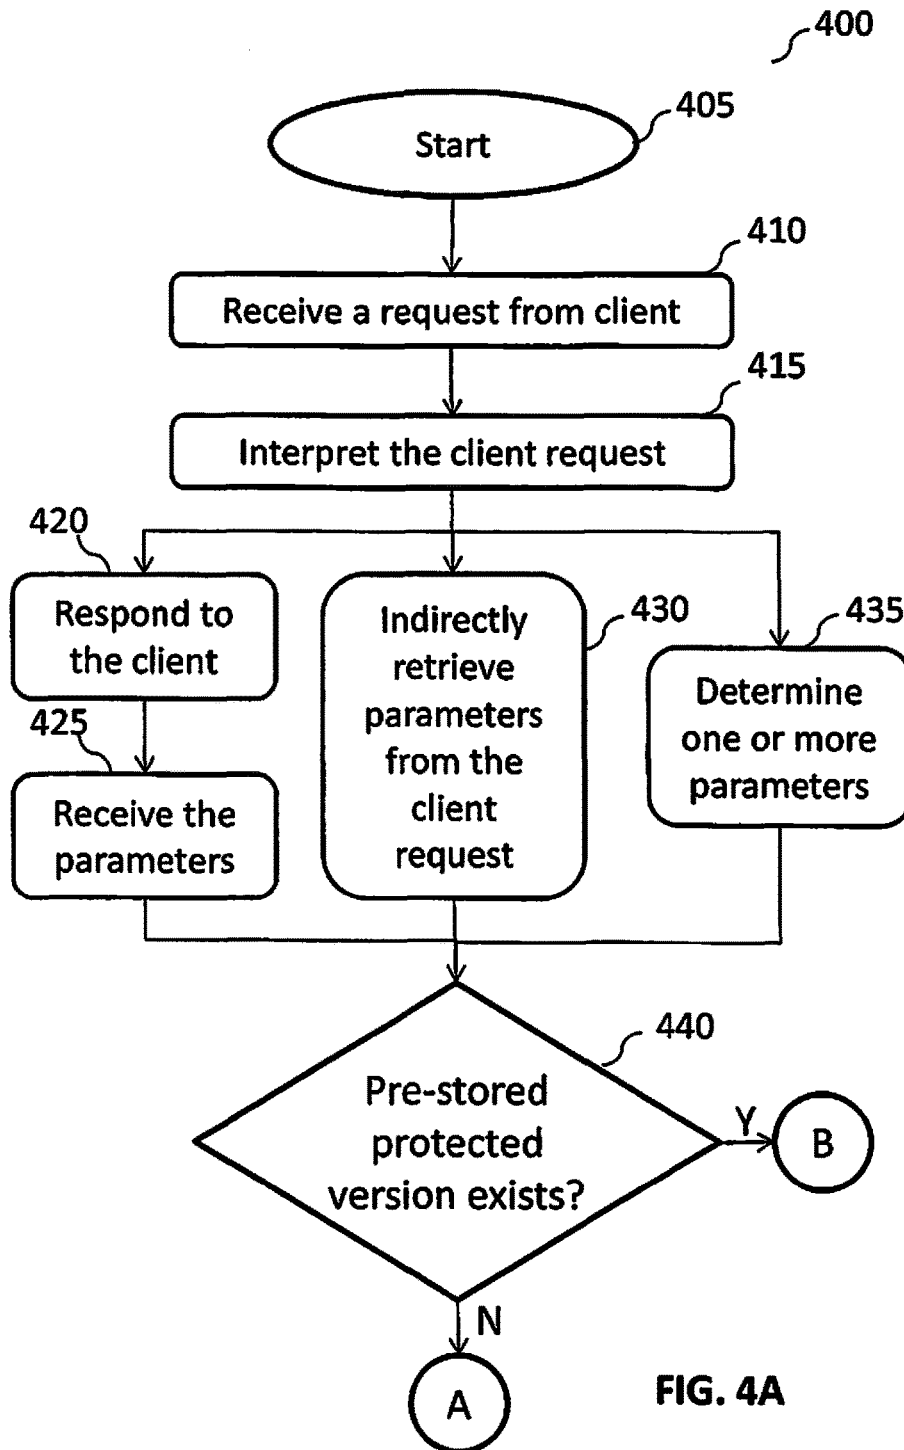 400
405
Start
410
Receive a request from client
415
Interpret the client request
420
Respond to
the client
425
Receive the
parameters
430
Indirectly
retrieve
parameters
from the
client
request
435
Determine
one or more
parameters
440
Pre-stored
protected
version exists?
Y
B
N
A
FIG. 4A